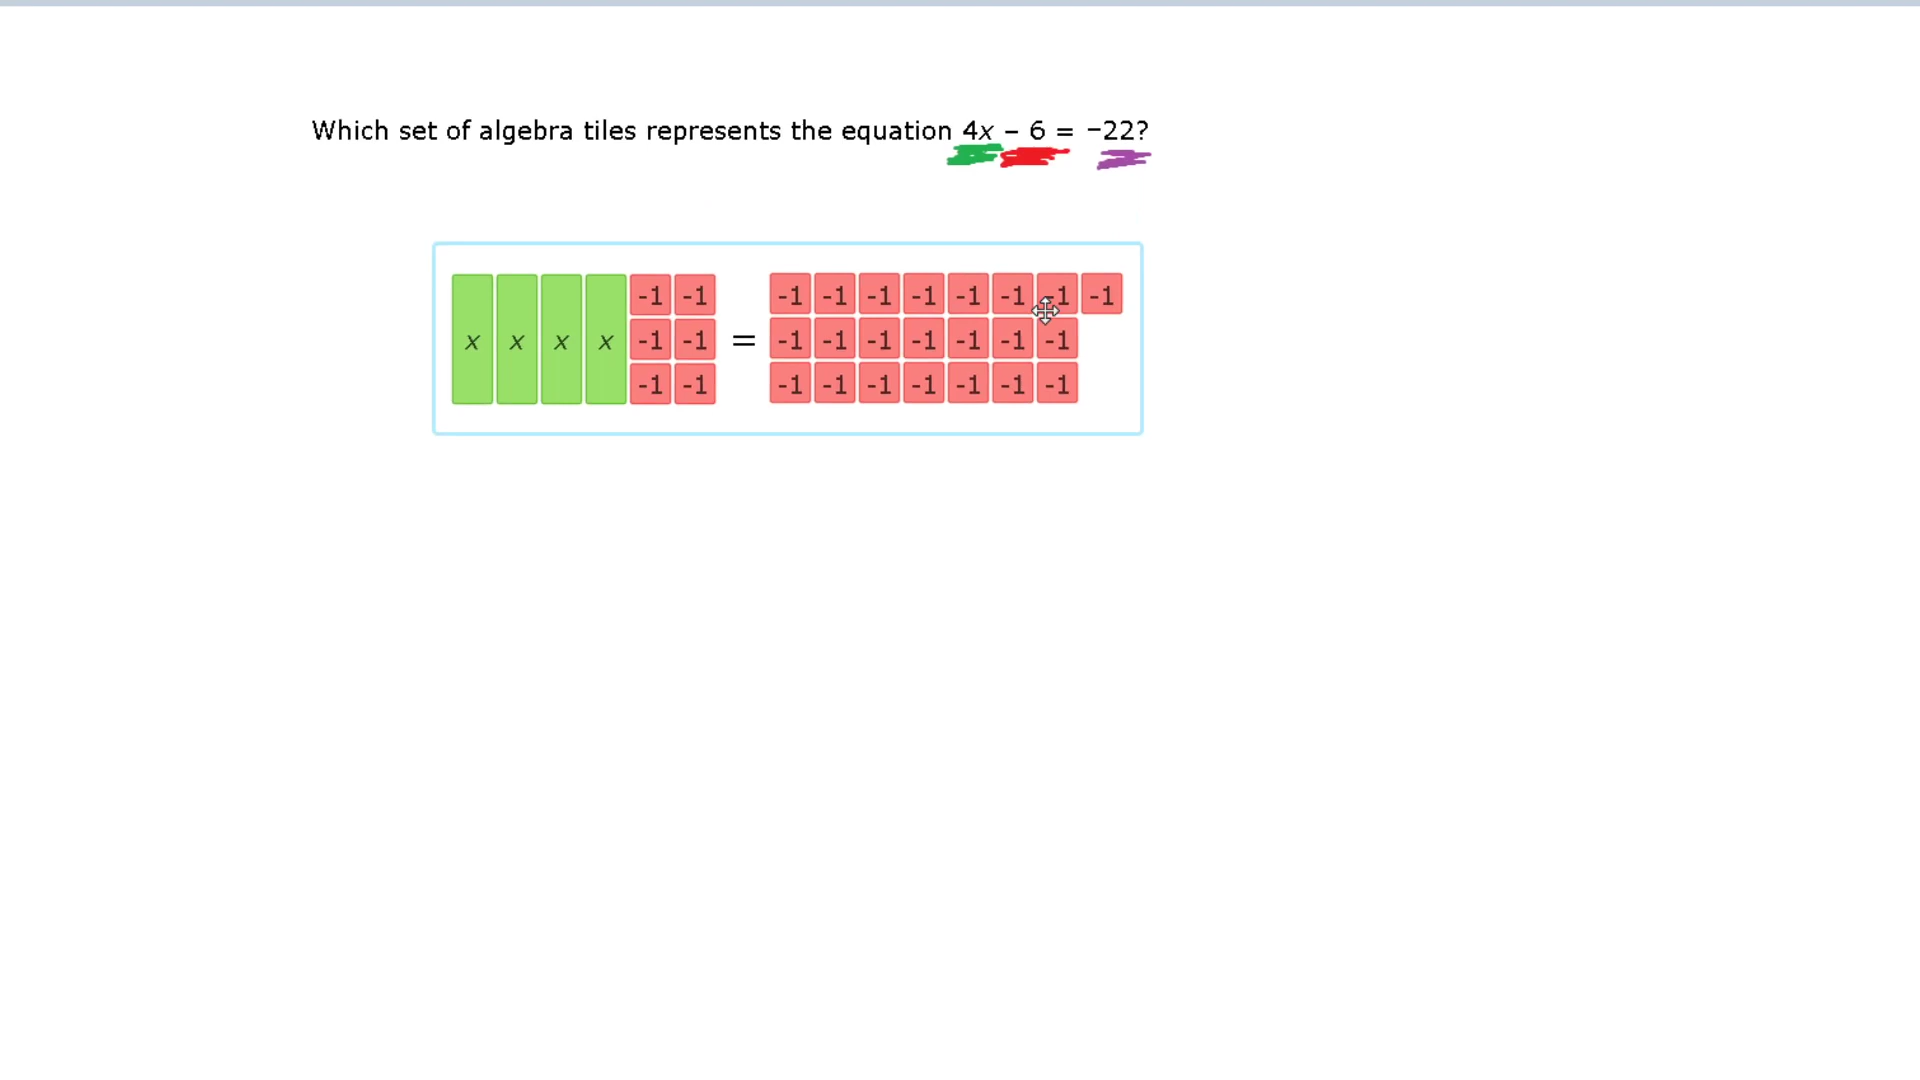 Which set of algebra tiles represents the equation 4x – 6 = –22?
-1 -1 -1 -1 -1 -1 -1 -1 -1 -1
x x x x -1 -1 = -1 -1 -1 -1 -1 -1 -1
-1 -1 -1 -1 -1 -1 -1 -1 -1